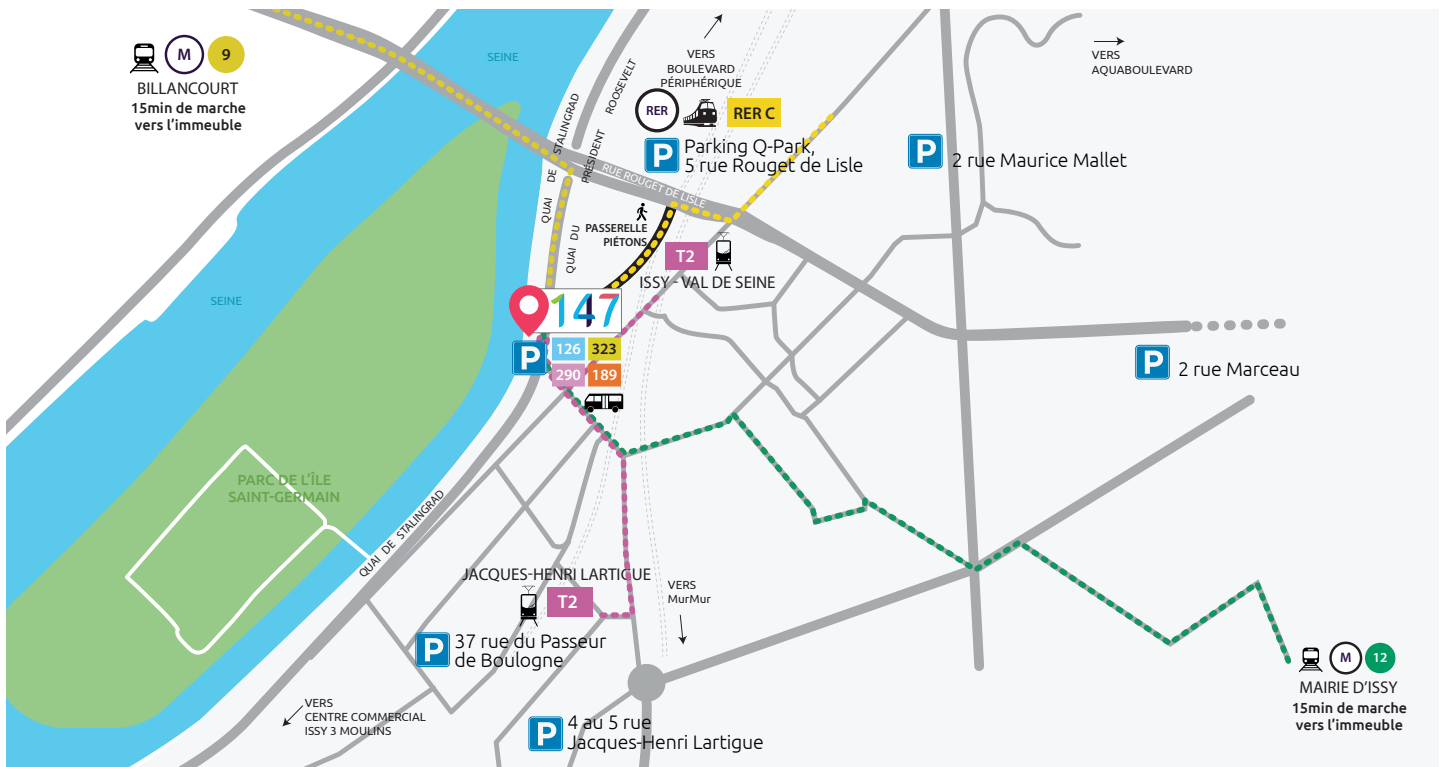 M
9
BILLANCOURT
15min de marche
vers l'immeuble
SEINE
VERS
BOULEVARD
PÉRIPHÉRIQUE
VERS
AQUABOULEVARD
RER
RER C
P
Parking Q-Park,
5 rue Rouget de Lisle
P
2 rue Maurice Mallet
QUAI DE STALINGRAD
QUAI DU PRÉSIDENT ROOSEVELT
RUE ROUGET DE LISLE
PASSERELLE
PIÉTONS
T2
ISSY - VAL DE SEINE
SEINE
147
P
126
323
290
189
P
2 rue Marceau
PARC DE L'ÎLE
SAINT-GERMAIN
QUAI DE STALINGRAD
JACQUES-HENRI LARTIGUE
T2
VERS
MurMur
P
37 rue du Passeur
de Boulogne
M
12
MAIRIE D'ISSY
15min de marche
vers l'immeuble
VERS
CENTRE COMMERCIAL
ISSY 3 MOULINS
P
4 au 5 rue
Jacques-Henri Lartigue